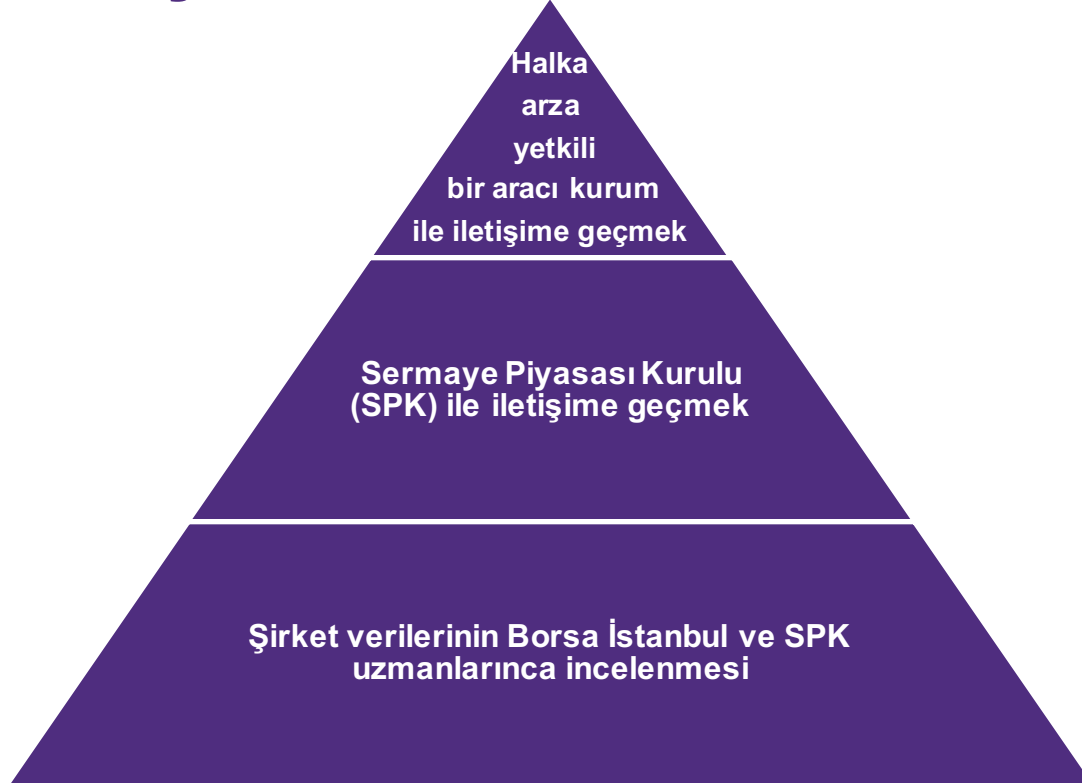 Halka
arza
yetkili
bir aracı kurum
ile iletişime geçmek
Sermaye Piyasası Kurulu
(SPK) ile iletişime geçmek
Şirket verilerinin Borsa İstanbul ve SPK
uzmanlarınca incelenmesi